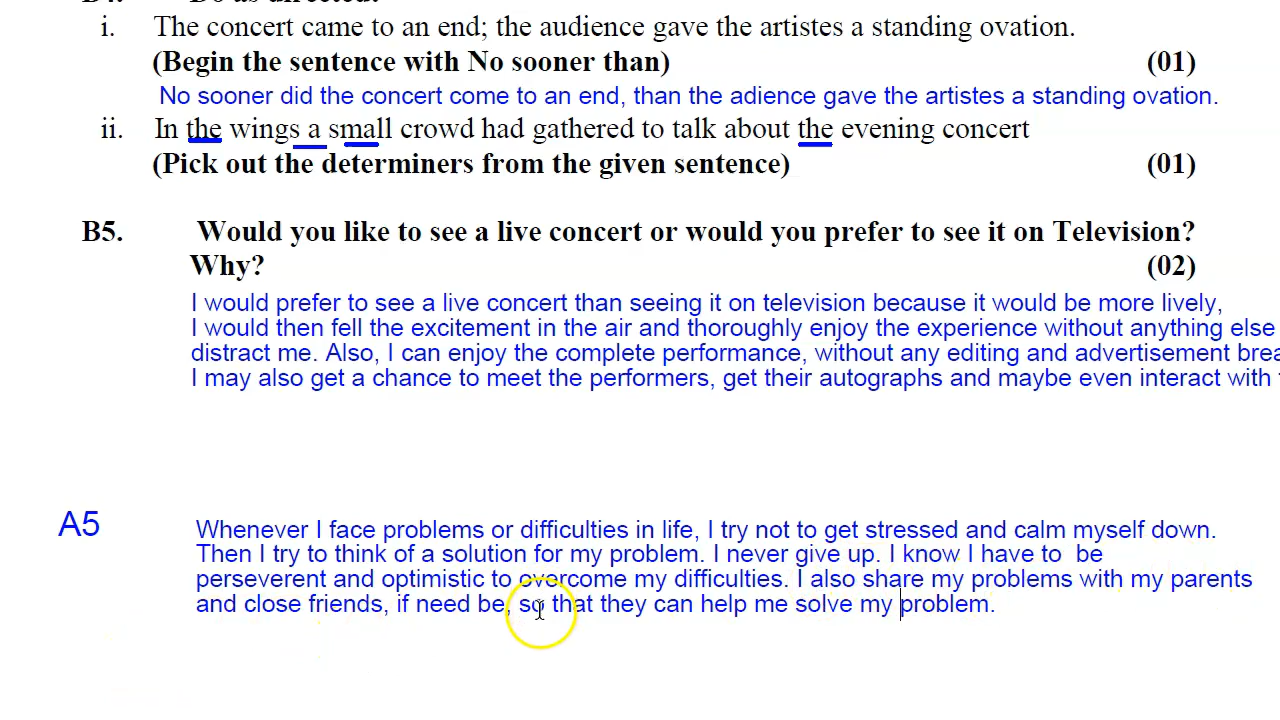 i. The concert came to an end; the audience gave the artistes a standing ovation.
(Begin the sentence with No sooner than) (01)
No sooner did the concert come to an end, than the adience gave the artistes a standing ovation.
ii. In the wings a small crowd had gathered to talk about the evening concert
(Pick out the determiners from the given sentence) (01)
B5. Would you like to see a live concert or would you prefer to see it on Television?
Why? (02)
I would prefer to see a live concert than seeing it on television because it would be more lively,
I would then fell the excitement in the air and thoroughly enjoy the experience without anything else
distract me. Also, I can enjoy the complete performance, without any editing and advertisement
I may also get a chance to meet the performers, get their autographs and maybe even interact with
A5 Whenever I face problems or difficulties in life, I try not to get stressed and calm myself down.
Then I try to think of a solution for my problem. I never give up. I know I have to be
perseverent and optimistic to overcome my difficulties. I also share my problems with my parents
and close friends, if need be, so that they can help me solve my problem.